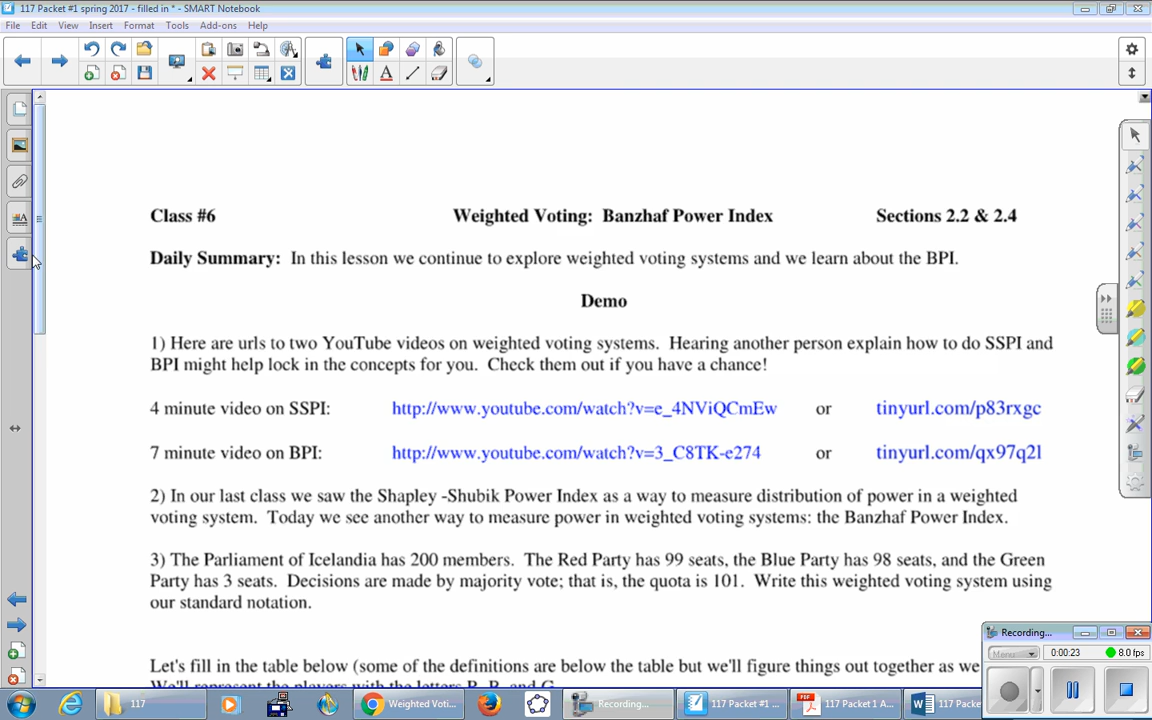 117 Packet #1 spring 2017 - filled in * - SMART Notebook
File Edit View Insert Format Tools Add-ons Help
Class #6 Weighted Voting: Banzhaf Power Index Sections 2.2 & 2.4
Daily Summary: In this lesson we continue to explore weighted voting systems and we learn about the BPI.
Demo
1) Here are urls to two YouTube videos on weighted voting systems. Hearing another person explain how to do SSPI and
BPI might help lock in the concepts for you. Check them out if you have a chance!
4 minute video on SSPI: http://www.youtube.com/watch?v=e_4NViQCmEw or tinyurl.com/p83rxgc
7 minute video on BPI: http://www.youtube.com/watch?v=3_C8TK-e274 or tinyurl.com/qx97q2l
2) In our last class we saw the Shapley -Shubik Power Index as a way to measure distribution of power in a weighted
voting system. Today we see another way to measure power in weighted voting systems: the Banzhaf Power Index.
3) The Parliament of Icelandia has 200 members. The Red Party has 99 seats, the Blue Party has 98 seats, and the Green
Party has 3 seats. Decisions are made by majority vote; that is, the quota is 101. Write this weighted voting system using
our standard notation.
Recording...
Menu 0:00:23 8.0 fps
Let's fill in the table below (some of the definitions are below the table but we'll figure things out together as we
We'll represent the players with the letters R, B, and G
117 Weighted Voti... Recording... 117 Packet #1 ... 117 Packet 1 A... 117 Packet